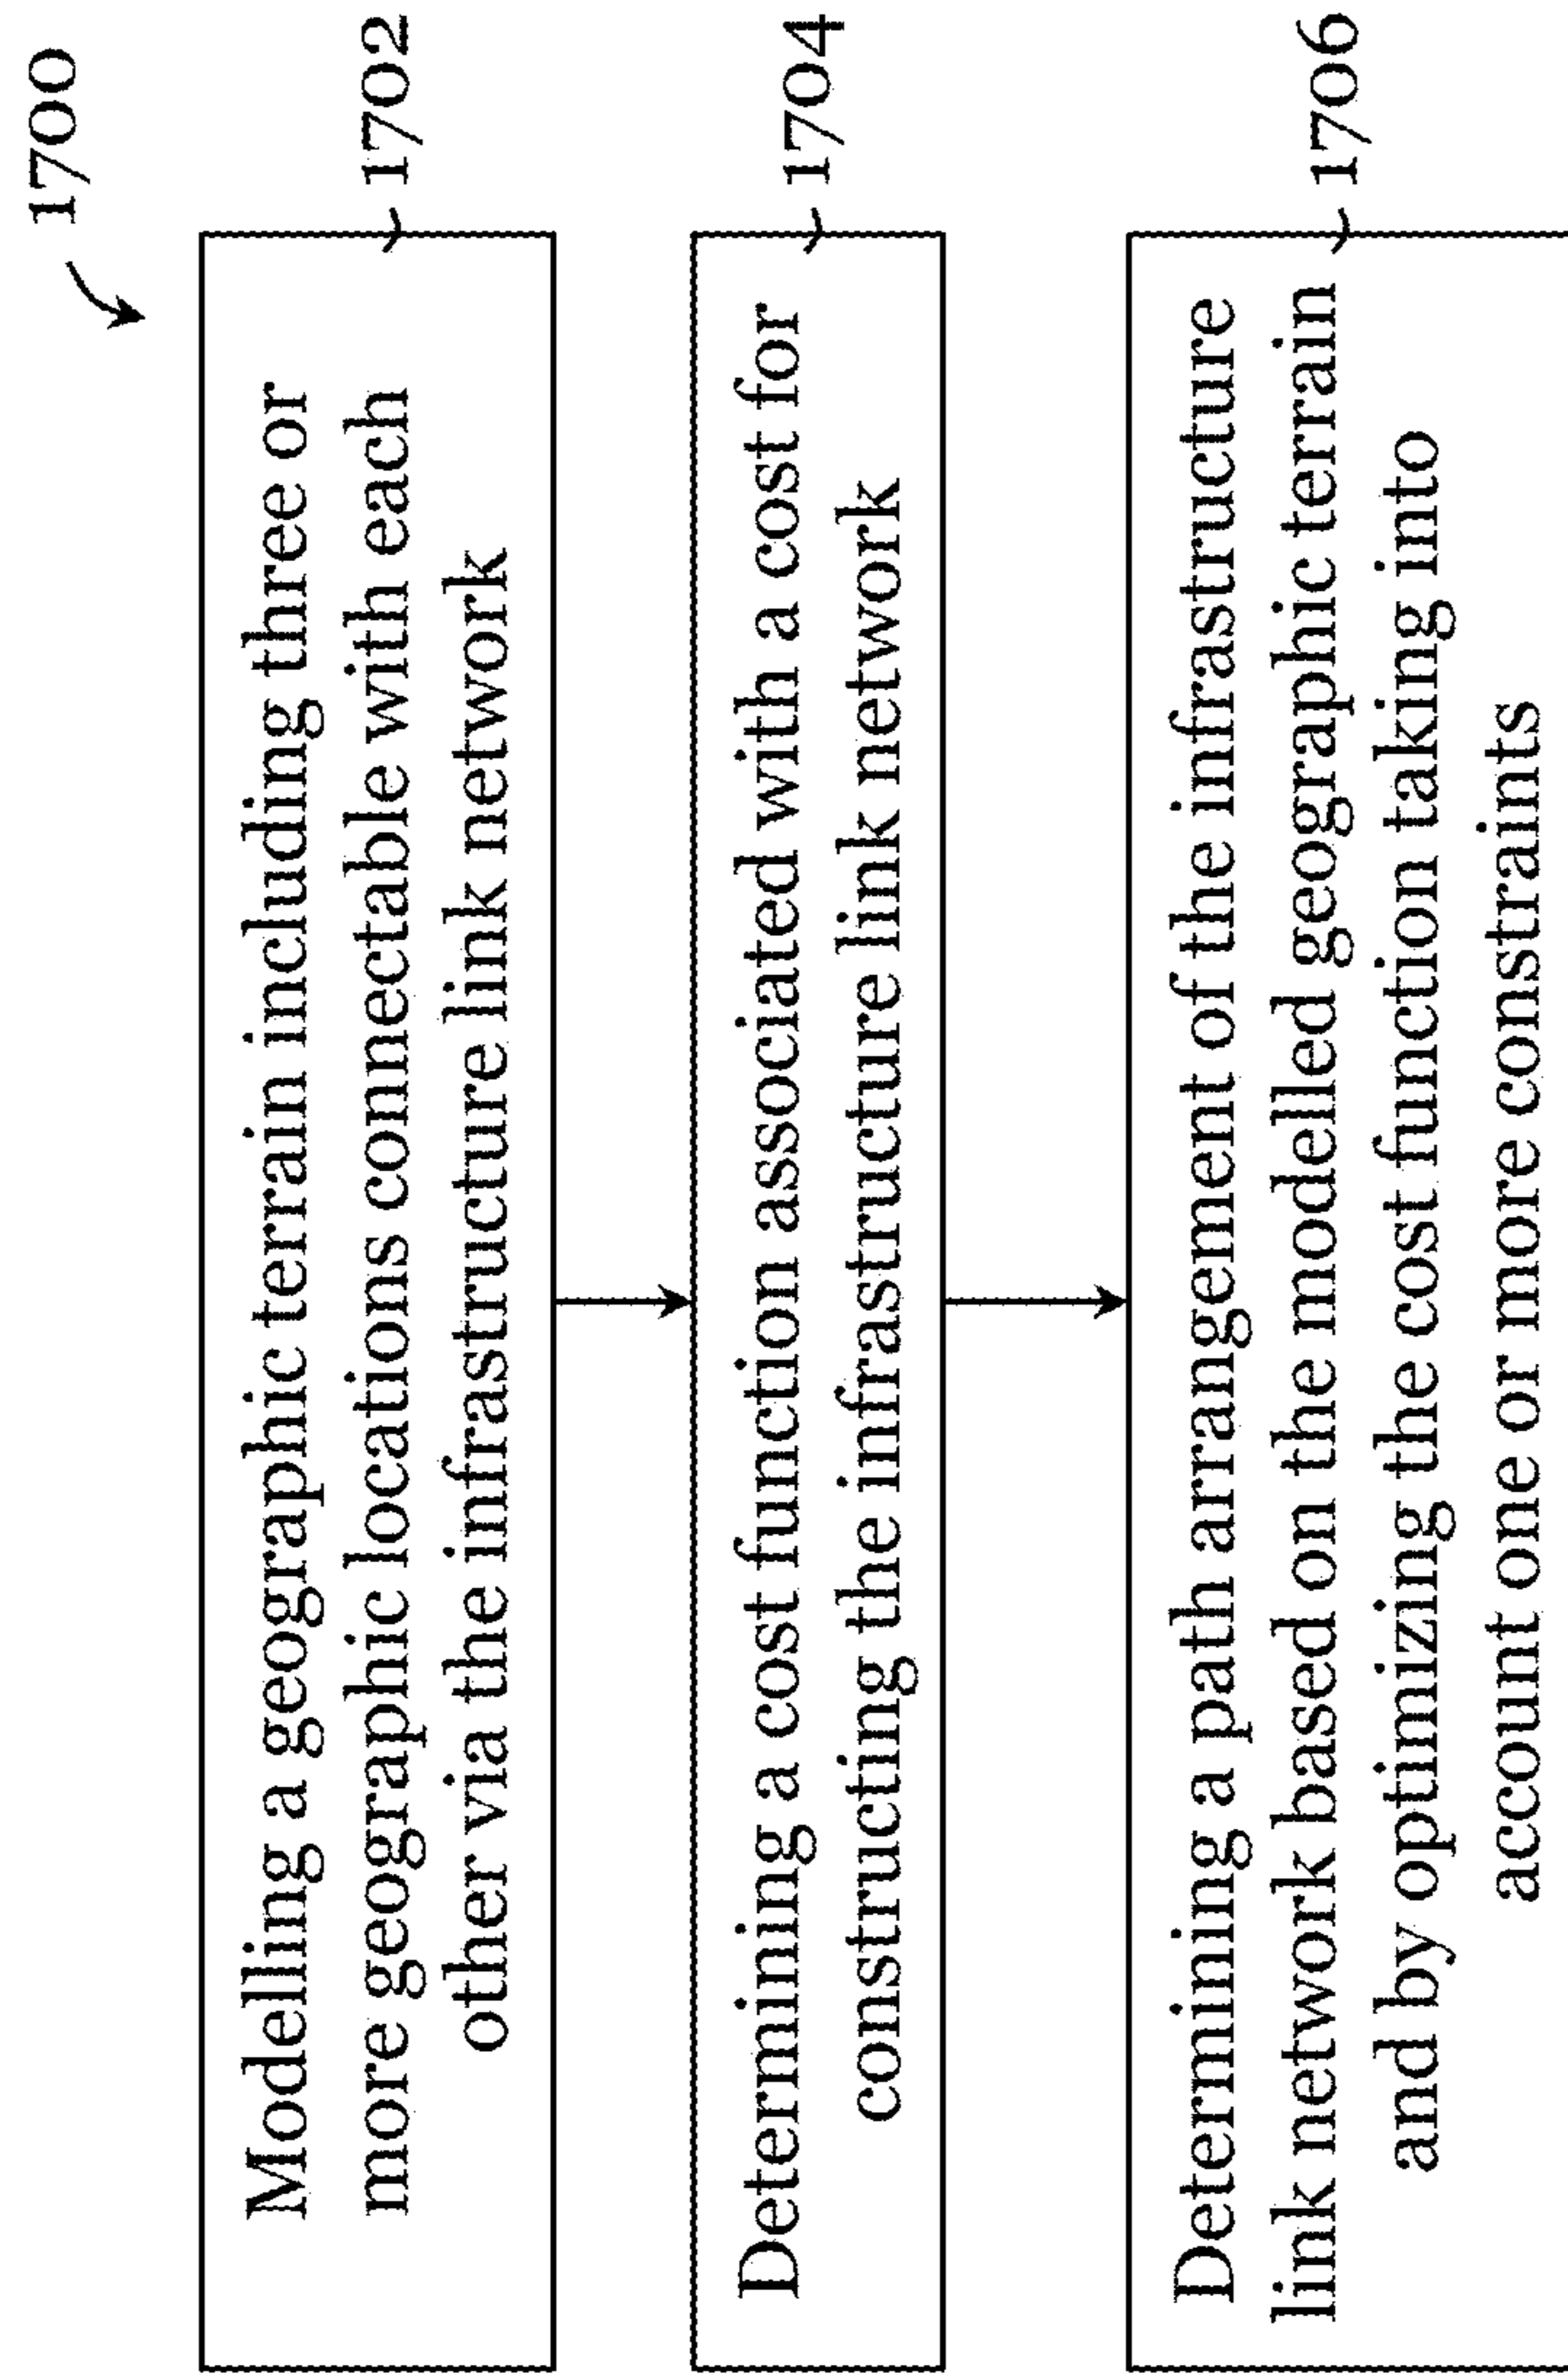 1700
Modelling a geographic terrain including three or
more geographic locations connectable with each
other via the infrastructure link network
1702
Determining a cost function associated with a cost for
constructing the infrastructure link network
1704
Determining a path arrangement of the infrastructure
link network based on the modelled geographic terrain
and by optimizing the cost function taking into
account one or more constraints
1706